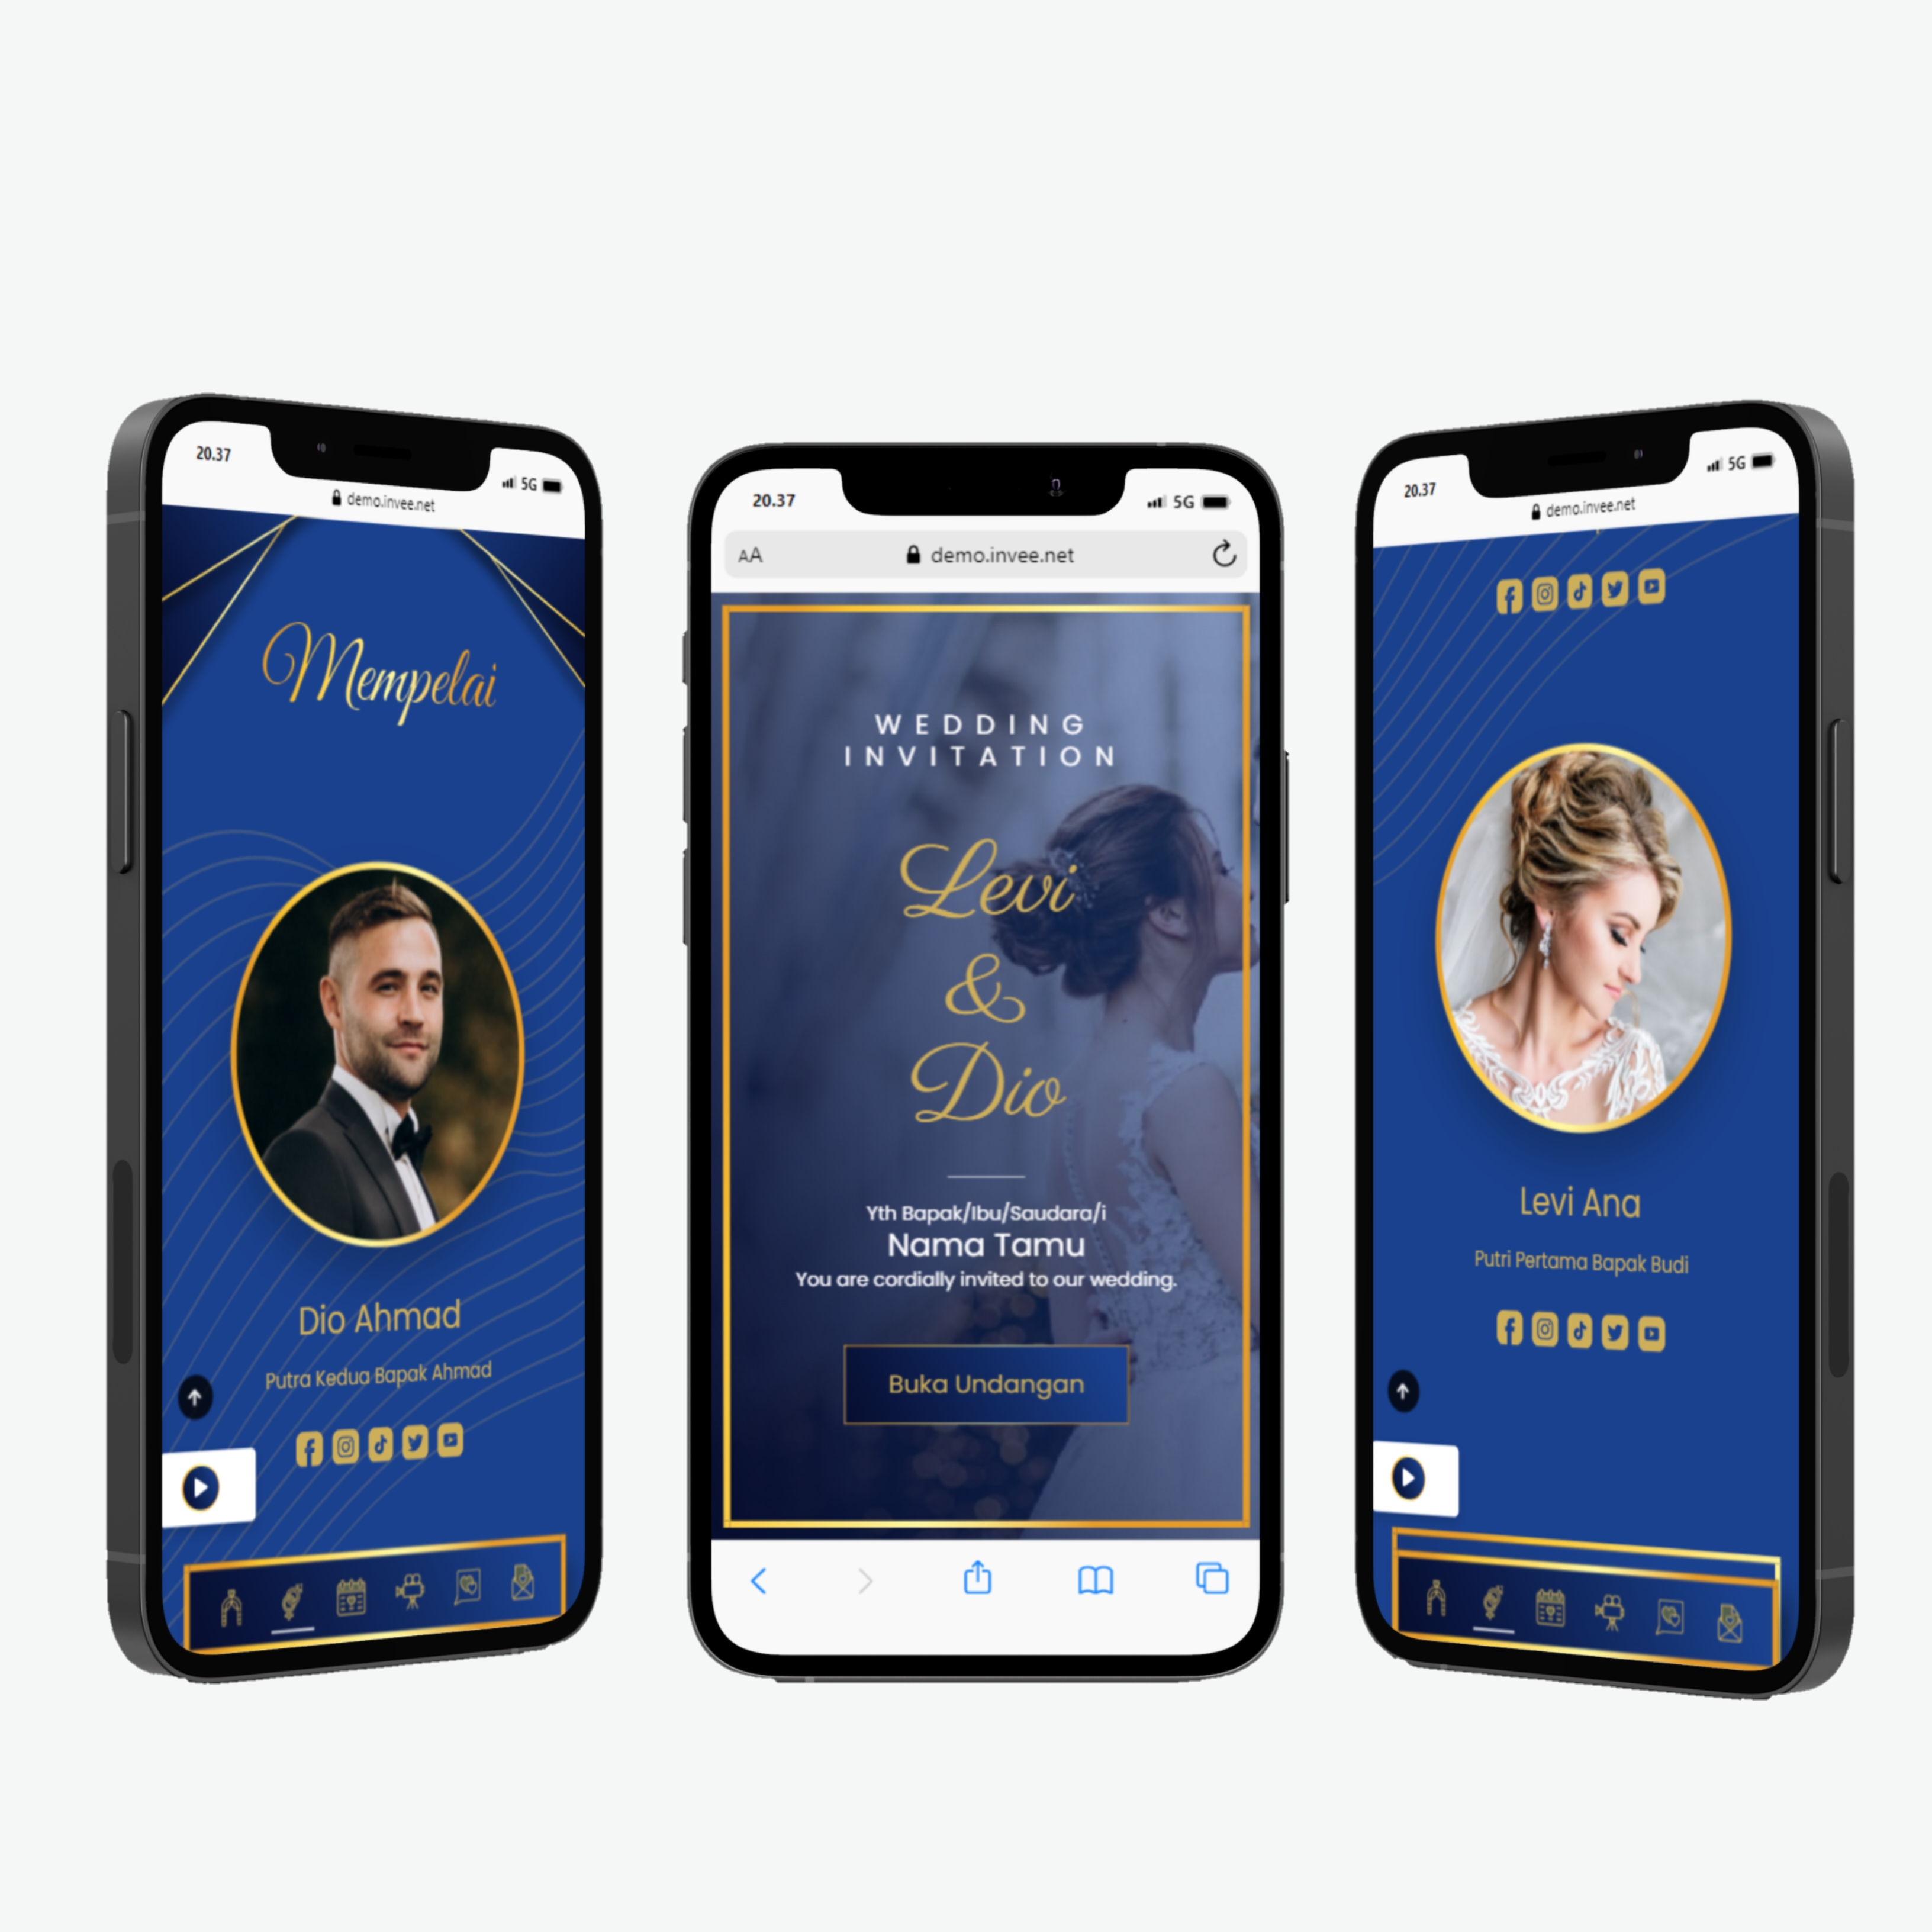 20.37
5G
demo.invee.net
Mempelai
Dio Ahmad
Putra Kedua Bapak Ahmad
20.37
5G
AA
demo.invee.net
WEDDING
INVITATION
Levi
&
Dio
Yth Bapak/Ibu/Saudara/i
Nama Tamu
You are cordially invited to our wedding.
Buka Undangan
20.37
5G
demo.invee.net
Levi Ana
Putri Pertama Bapak Budi